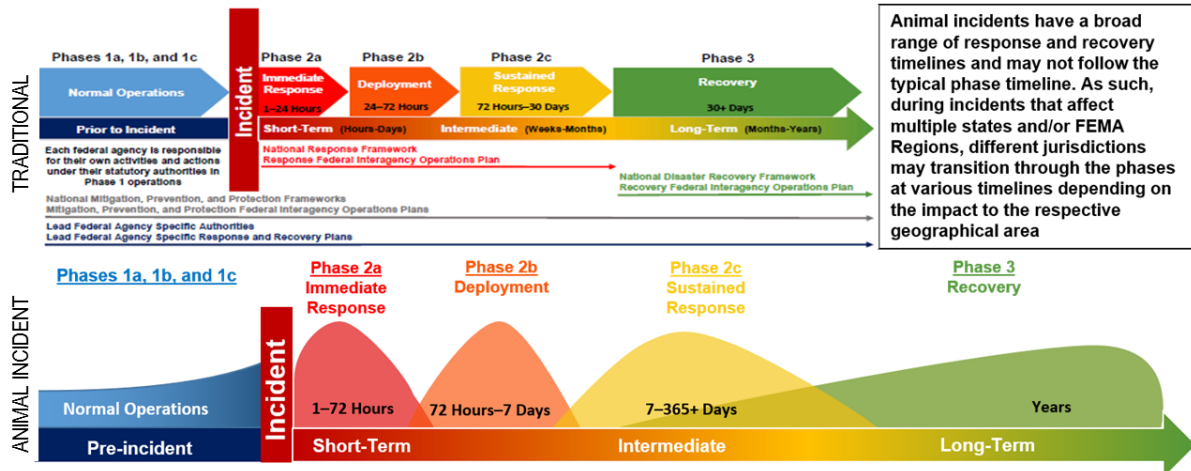 TRADITIONAL
Phases 1a, 1b, and 1c
Phase 2a
Phase 2b
Phase 2c
Phase 3
Normal Operations
Incident
Immediate
Response
1–24 Hours
Deployment
24–72 Hours
Sustained
Response
72 Hours–30 Days
Recovery
30+ Days
Prior to Incident
Short-Term (Hours-Days)
Intermediate (Weeks-Months)
Long-Term (Months-Years)
Each federal agency is responsible
for their own activities and actions
under their statutory authorities in
Phase 1 operations
National Response Framework
Response Federal Interagency Operations Plan
National Disaster Recovery Framework
Recovery Federal Interagency Operations Plan
National Mitigation, Prevention, and Protection Frameworks
Mitigation, Prevention, and Protection Federal Interagency Operations Plans
Lead Federal Agency Specific Authorities
Lead Federal Agency Specific Response and Recovery Plans
Animal incidents have a broad
range of response and recovery
timelines and may not follow the
typical phase timeline. As such,
during incidents that affect
multiple states and/or FEMA
Regions, different jurisdictions
may transition through the phases
at various timelines depending on
the impact to the respective
geographical area
ANIMAL INCIDENT
Phases 1a, 1b, and 1c
Phase 2a
Immediate
Response
Phase 2b
Deployment
Phase 2c
Sustained
Response
Phase 3
Recovery
Incident
Normal Operations
1–72 Hours
72 Hours–7 Days
7–365+ Days
Years
Pre-incident
Short-Term
Intermediate
Long-Term